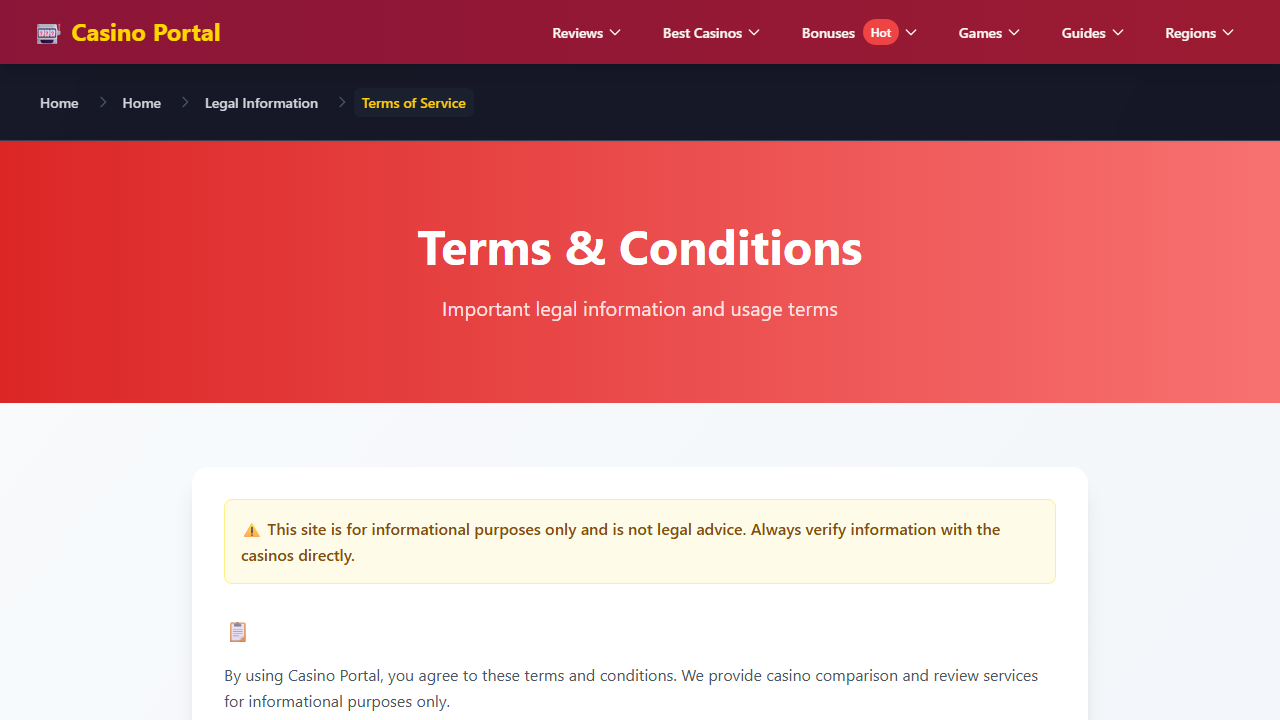 Casino Portal
Reviews
Best Casinos
Bonuses Hot
Games
Guides
Regions
Home
Home
Legal Information
Terms of Service
Terms & Conditions
Important legal information and usage terms
⚠️ This site is for informational purposes only and is not legal advice. Always verify information with the
casinos directly.
By using Casino Portal, you agree to these terms and conditions. We provide casino comparison and review services
for informational purposes only.